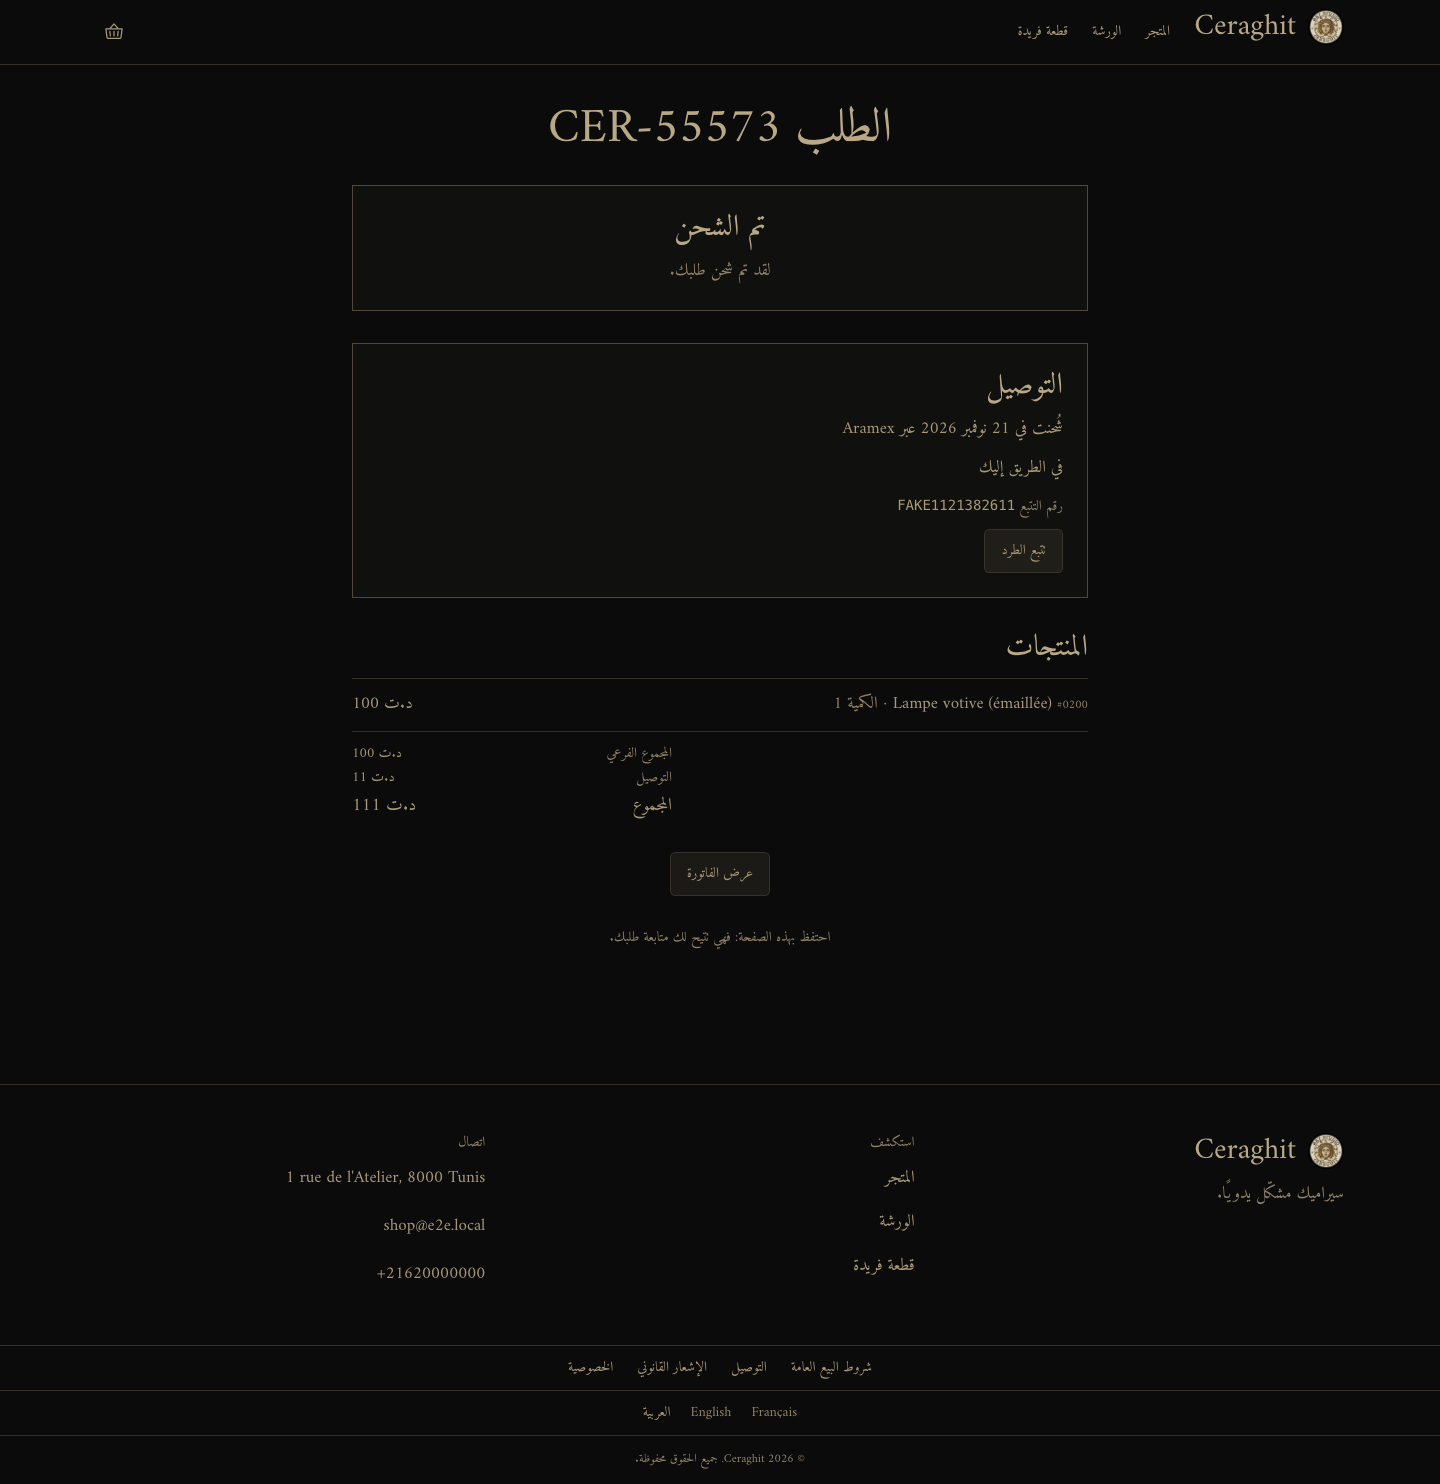 Ceraghit
المتجر
الورشة
قطعة فريدة
الطلب CER-55573
تم الشحن
لقد تم شحن طلبك.
التوصيل
شُحنت في 21 نوفمبر 2026 عبر Aramex
في الطريق إليك
رقم التتبع FAKE1121382611
تتبع الطرد
المنتجات
#0200 Lampe votive (émaillée) · الكمية 1
100 د.ت
المجموع الفرعي
100 د.ت
التوصيل
11 د.ت
المجموع
111 د.ت
عرض الفاتورة
احتفظ بهذه الصفحة: فهي تتيح لك متابعة طلبك.
Ceraghit
سيراميك مشكّل يدويًا.
استكشف
المتجر
الورشة
قطعة فريدة
اتصال
1 rue de l'Atelier, 8000 Tunis
shop@e2e.local
+21620000000
شروط البيع العامة
التوصيل
الإشعار القانوني
الخصوصية
Français
English
العربية
© 2026 Ceraghit. جميع الحقوق محفوظة.